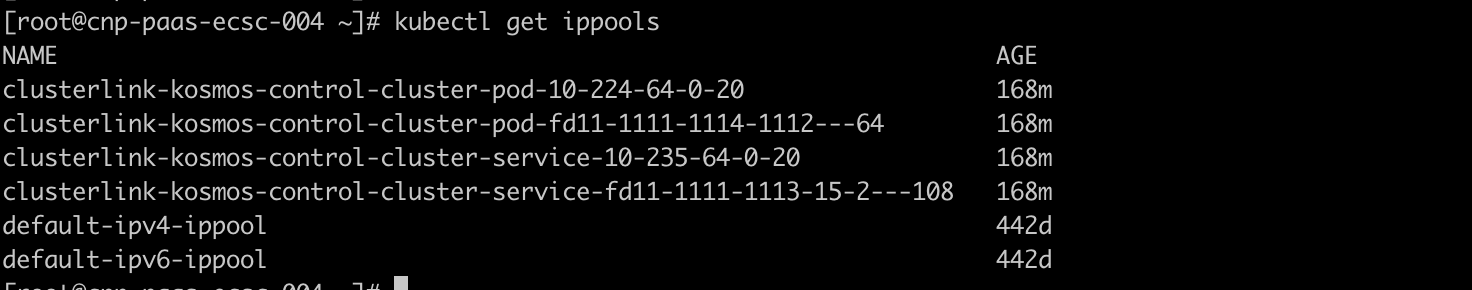 [root@cnp-paas-ecsc-004 ~]# kubectl get ippools
NAME AGE
clusterlink-kosmos-control-cluster-pod-10-224-64-0-20 168m
clusterlink-kosmos-control-cluster-pod-fd11-1111-1114-1112---64 168m
clusterlink-kosmos-control-cluster-service-10-235-64-0-20 168m
clusterlink-kosmos-control-cluster-service-fd11-1111-1113-15-2---108 168m
default-ipv4-ippool 442d
default-ipv6-ippool 442d
[root@cnp-paas-ecsc-004 ~]#